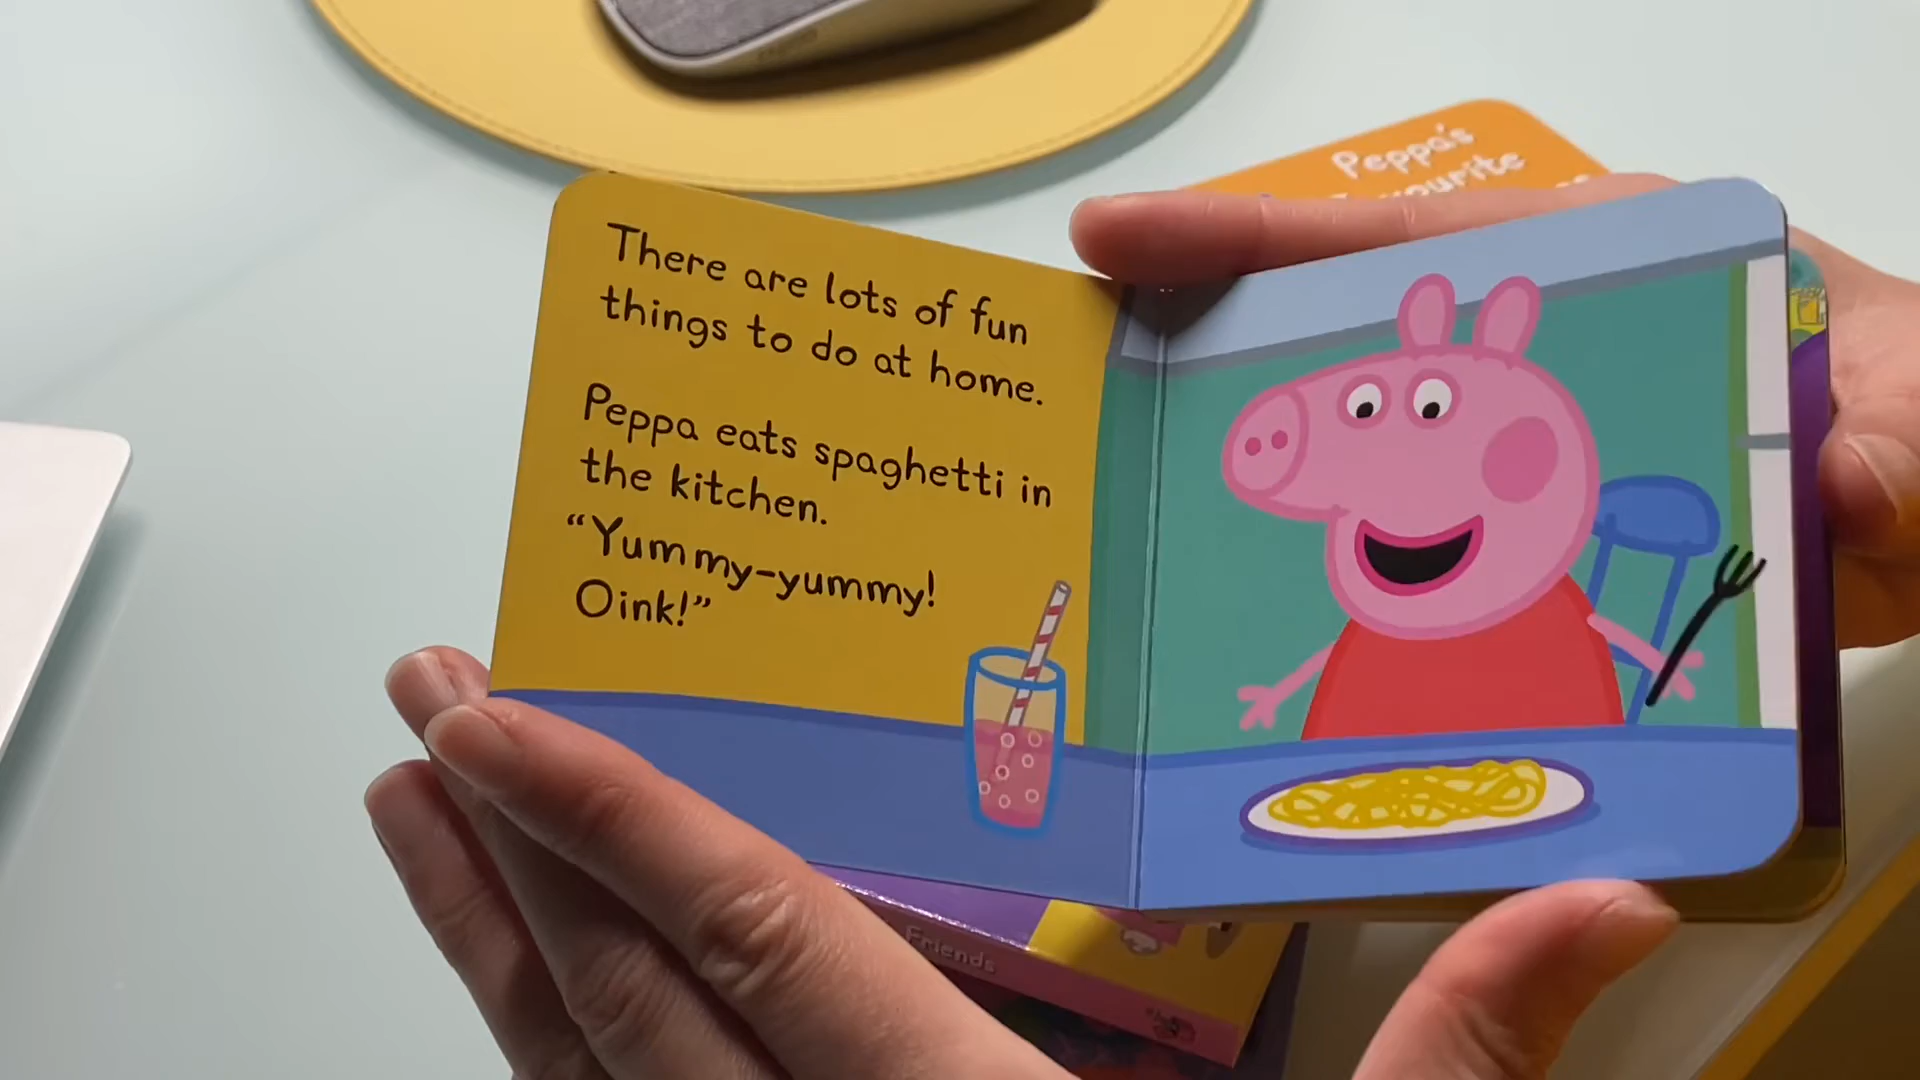 Peppa's
There are lots of fun
things to do at home.
Peppa eats spaghetti in
the kitchen.
“Yummy-yummy!
Oink!”
Friends